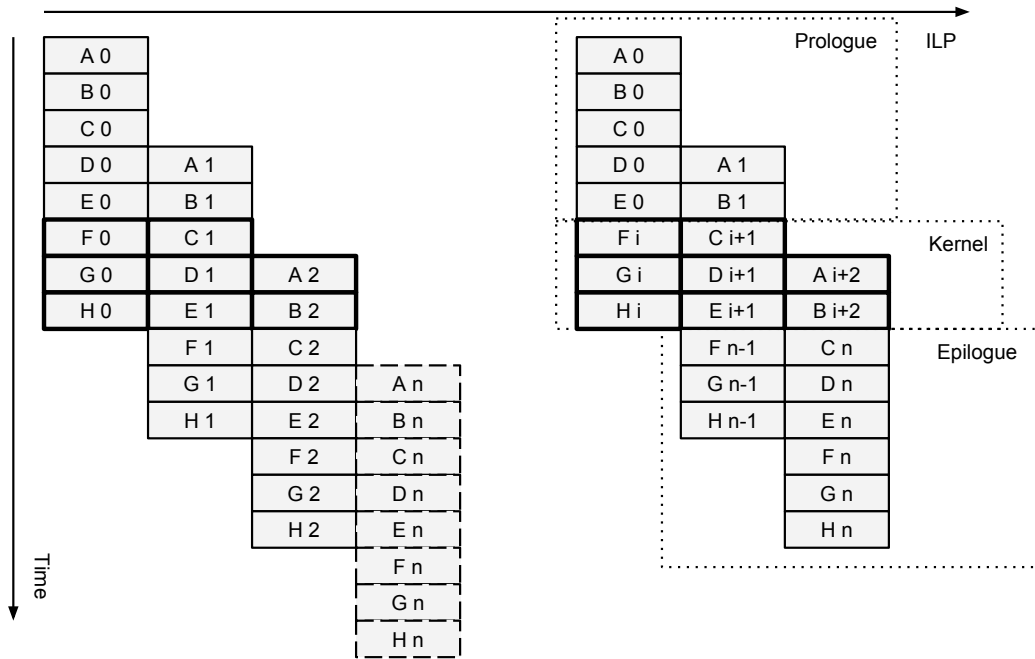 Prologue ILP
A 0 A 0
B 0 B 0
C 0 C 0
D 0 A 1 D 0 A 1
E 0 B 1 E 0 B 1
F 0 C 1 F i C i+1 Kernel
G 0 D 1 A 2 G i D i+1 A i+2
H 0 E 1 B 2 H i E i+1 B i+2
F 1 C 2 F n-1 C n Epilogue
G 1 D 2 A n G n-1 D n
H 1 E 2 B n H n-1 E n
F 2 C n F n
G 2 D n G n
H 2 E n H n
F n
G n
H n
Time